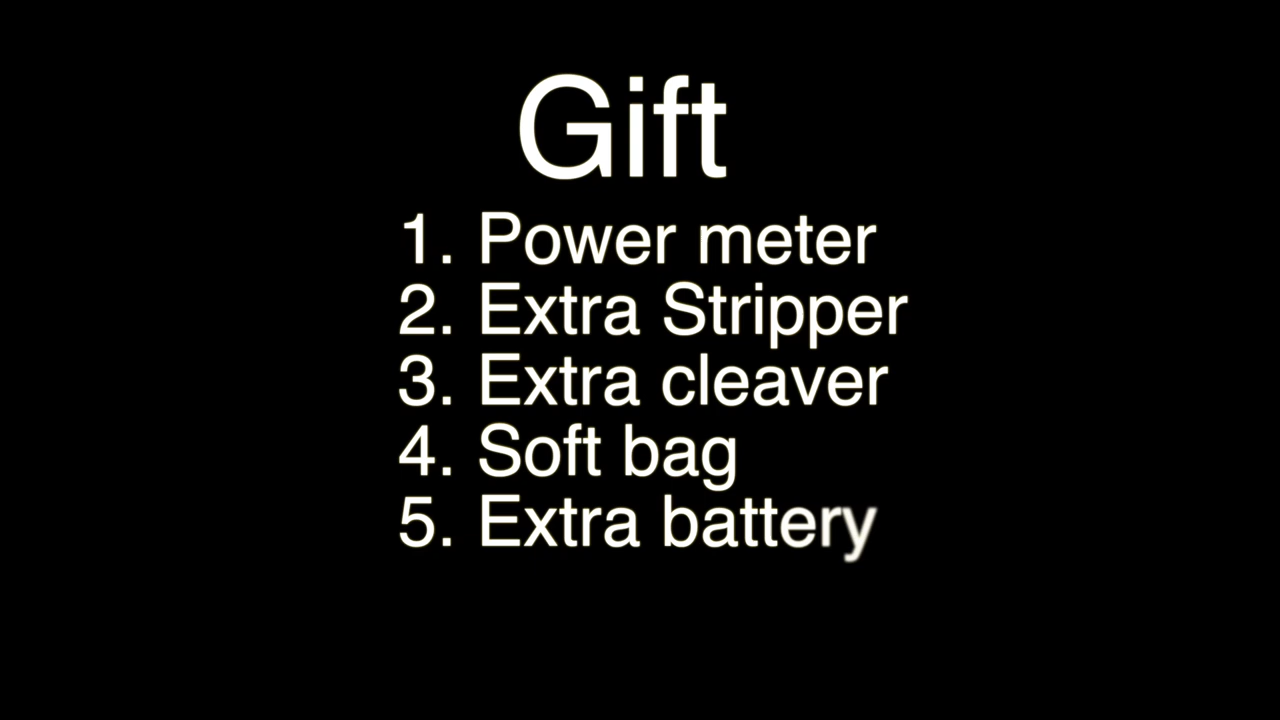 Gift
1. Power meter
2. Extra Stripper
3. Extra cleaver
4. Soft bag
5. Extra battery